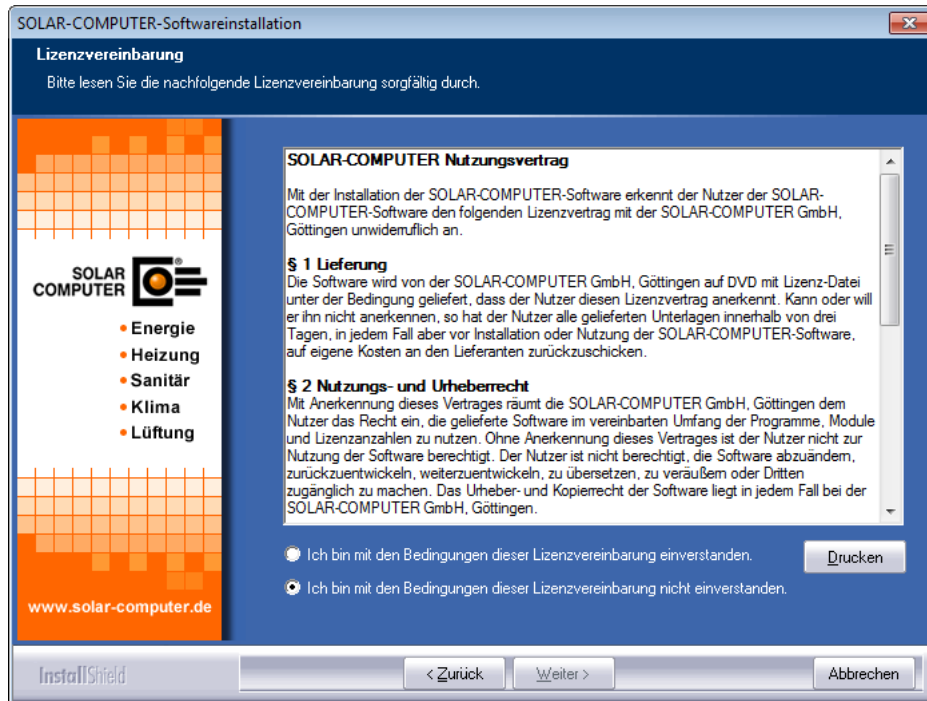 SOLAR-COMPUTER-Softwareinstallation
Lizenzvereinbarung
Bitte lesen Sie die nachfolgende Lizenzvereinbarung sorgfältig durch.
SOLAR
COMPUTER
®
• Energie
• Heizung
• Sanitär
• Klima
• Lüftung
www.solar-computer.de
SOLAR-COMPUTER Nutzungsvertrag
Mit der Installation der SOLAR-COMPUTER-Software erkennt der Nutzer der SOLAR-
COMPUTER-Software den folgenden Lizenzvertrag mit der SOLAR-COMPUTER GmbH,
Göttingen unwiderruflich an.
§ 1 Lieferung
Die Software wird von der SOLAR-COMPUTER GmbH, Göttingen auf DVD mit Lizenz-Datei
unter der Bedingung geliefert, dass der Nutzer diesen Lizenzvertrag anerkennt. Kann oder will
er ihn nicht anerkennen, so hat der Nutzer alle gelieferten Unterlagen innerhalb von drei
Tagen, in jedem Fall aber vor Installation oder Nutzung der SOLAR-COMPUTER-Software,
auf eigene Kosten an den Lieferanten zurückzuschicken.
§ 2 Nutzungs- und Urheberrecht
Mit Anerkennung dieses Vertrages räumt die SOLAR-COMPUTER GmbH, Göttingen dem
Nutzer das Recht ein, die gelieferte Software im vereinbarten Umfang der Programme, Module
und Lizenzanzahlen zu nutzen. Ohne Anerkennung dieses Vertrages ist der Nutzer nicht zur
Nutzung der Software berechtigt. Der Nutzer ist nicht berechtigt, die Software abzuändern,
zurückzuentwickeln, weiterzuentwickeln, zu übersetzen, zu veräußern oder Dritten
zugänglich zu machen. Das Urheber- und Kopierrecht der Software liegt in jedem Fall bei der
SOLAR-COMPUTER GmbH, Göttingen.
Ich bin mit den Bedingungen dieser Lizenzvereinbarung einverstanden.
Drucken
Ich bin mit den Bedingungen dieser Lizenzvereinbarung nicht einverstanden.
InstallShield
< Zurück
Weiter >
Abbrechen